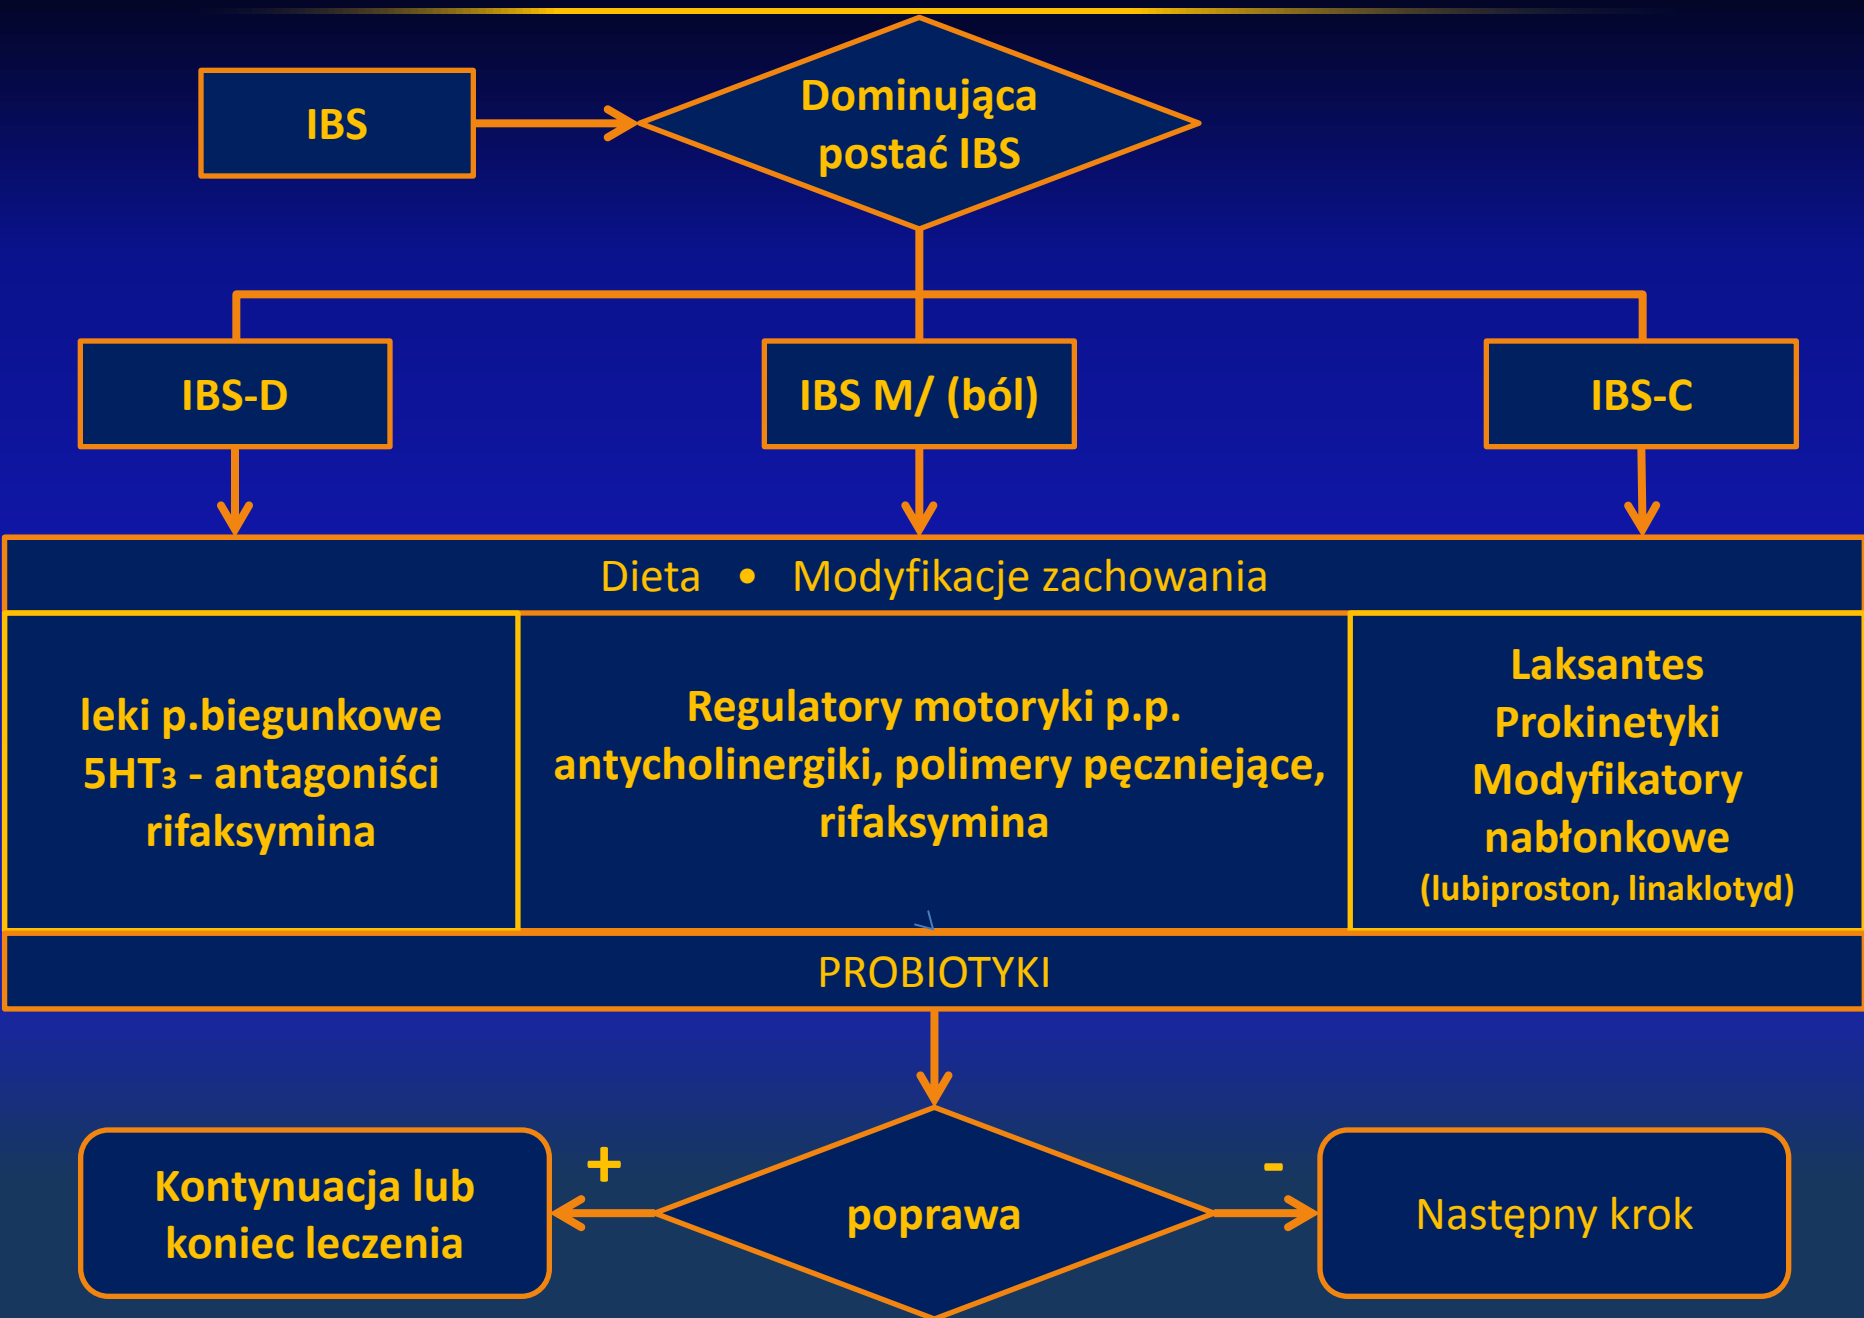 IBS
Dominująca
postać IBS
IBS-D
IBS M/ (ból)
IBS-C
Dieta • Modyfikacje zachowania
leki p.biegunkowe
5HT₃ - antagoniści
rifaksymina
Regulatory motoryki p.p.
antycholinergiki, polimery pęczniejące,
rifaksymina
Laksantes
Prokinetyki
Modyfikatory
nabłonkowe
(lubiproston, linaklotyd)
PROBIOTYKI
Kontynuacja lub
koniec leczenia
+
poprawa
-
Następny krok